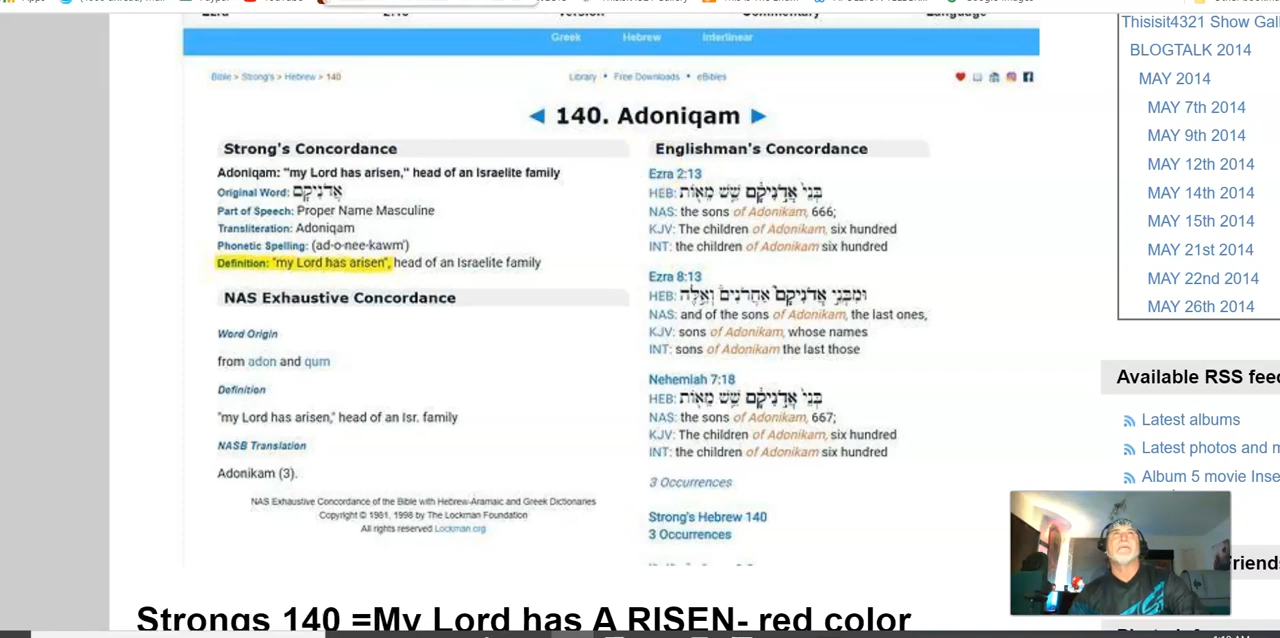 Apps
Greek Hebrew Interlinear
Bible > Strong's > Hebrew > 140
Library • Free Downloads • eBibles
◄ 140. Adoniqam ►
Strong's Concordance
Adoniqam: "my Lord has arisen," head of an Israelite family
Original Word: אֲדֹנִיקָם
Part of Speech: Proper Name Masculine
Transliteration: Adoniqam
Phonetic Spelling: (ad-o-nee-kawm')
Definition: "my Lord has arisen", head of an Israelite family
NAS Exhaustive Concordance
Word Origin
from adon and qum
Definition
"my Lord has arisen," head of an Isr. family
NASB Translation
Adonikam (3).
NAS Exhaustive Concordance of the Bible with Hebrew-Aramaic and Greek Dictionaries
Copyright © 1981, 1998 by The Lockman Foundation
All rights reserved Lockman.org
Englishman's Concordance
Ezra 2:13
HEB: בְּנֵי֙ אֲדֹ֣נִיקָ֔ם שֵׁ֥שׁ מֵא֖וֹת
NAS: the sons of Adonikam, 666;
KJV: The children of Adonikam, six hundred
INT: the children of Adonikam six hundred
Ezra 8:13
HEB: וּמִבְּנֵ֣י אֲדֹנִיקָם֮ אַחֲרֹנִים֒ וְאֵ֙לֶּה֙
NAS: and of the sons of Adonikam, the last ones,
KJV: sons of Adonikam, whose names
INT: sons of Adonikam the last those
Nehemiah 7:18
HEB: בְּנֵי֙ אֲדֹ֣נִיקָ֔ם שֵׁ֥שׁ מֵא֖וֹת
NAS: the sons of Adonikam, 667;
KJV: The children of Adonikam, six hundred
INT: the children of Adonikam six hundred
3 Occurrences
Strong's Hebrew 140
3 Occurrences
Strongs 140 =My Lord has A RISEN- red color
Thisisit4321 Show Gal
BLOGTALK 2014
MAY 2014
MAY 7th 2014
MAY 9th 2014
MAY 12th 2014
MAY 14th 2014
MAY 15th 2014
MAY 21st 2014
MAY 22nd 2014
MAY 26th 2014
Available RSS feed
Latest albums
Latest photos and m
Album 5 movie Inse
riends